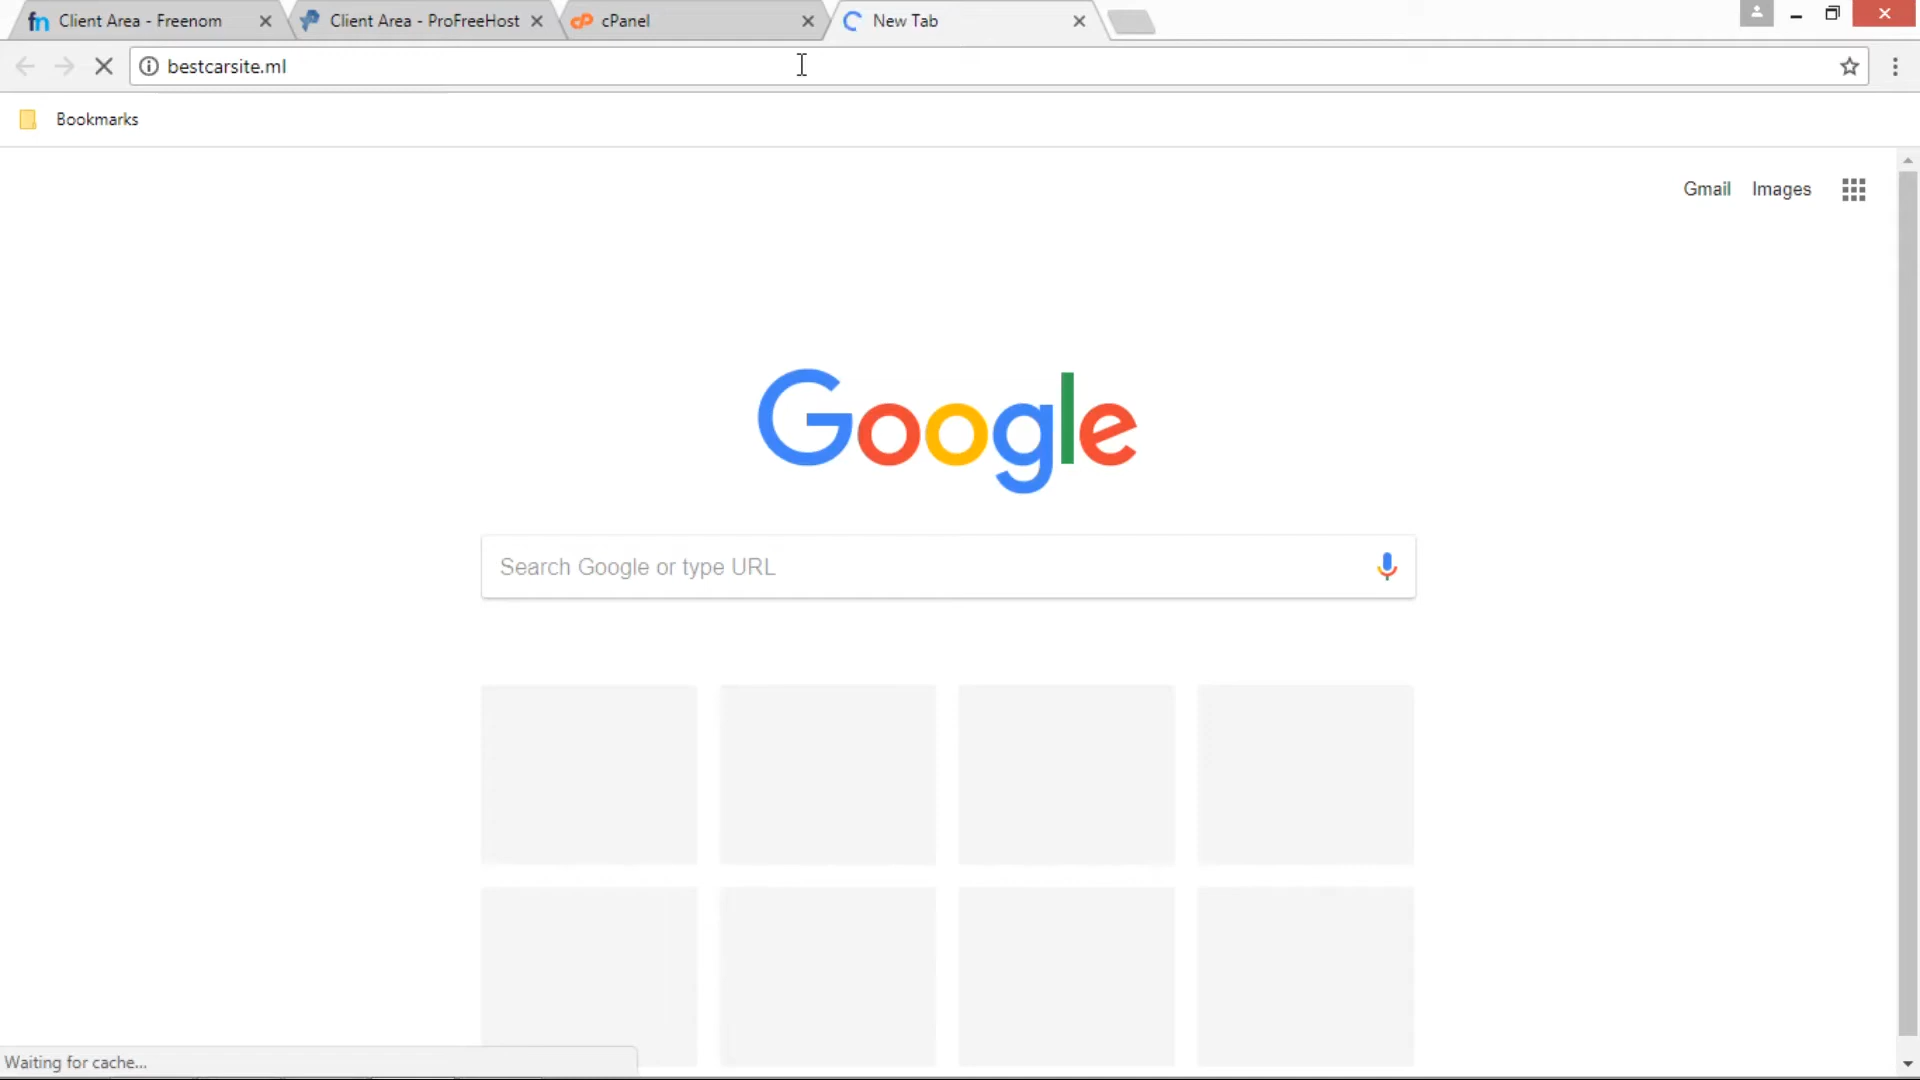 Client Area - Freenom
Client Area - ProFreeHost
cPanel
New Tab
bestcarsite.ml
Bookmarks
Gmail
Images
Google
Search Google or type URL
Waiting for cache...